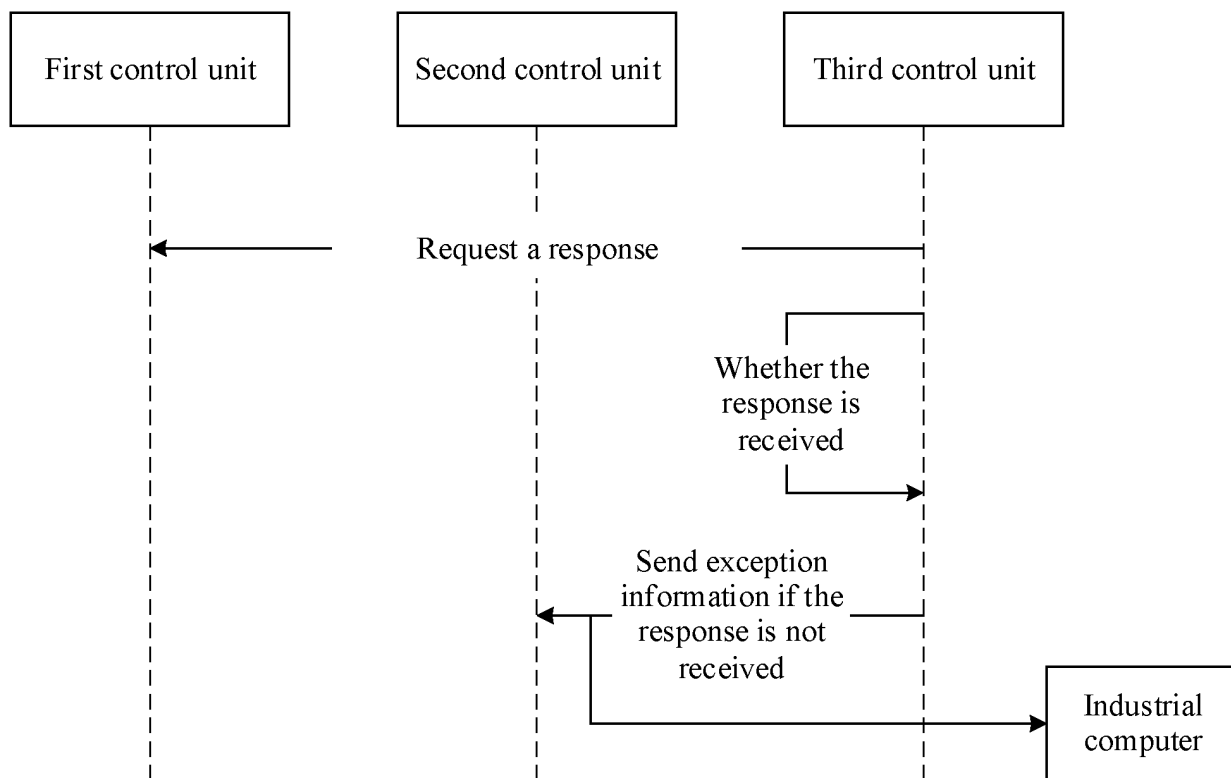 First control unit
Second control unit
Third control unit
Request a response
Whether the
response is
received
Send exception
information if the
response is not
received
Industrial
computer